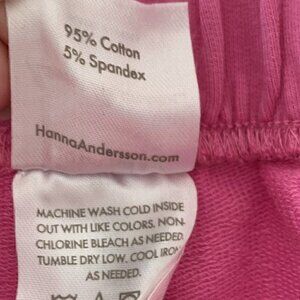 95% Cotton
5% Spandex
HannaAndersson.com
MACHINE WASH COLD INSIDE
OUT WITH LIKE COLORS. NON-
CHLORINE BLEACH AS NEEDED.
TUMBLE DRY LOW. COOL IRON
AS NEEDED.